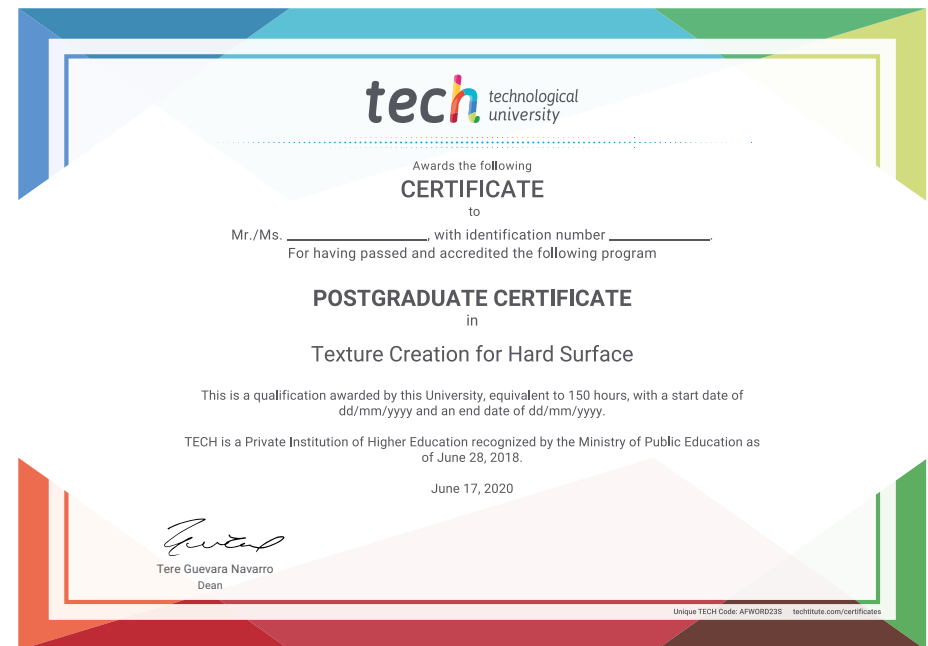 tech technological
university
Awards the following
CERTIFICATE
to
Mr./Ms. ____________________, with identification number ______________.
For having passed and accredited the following program
POSTGRADUATE CERTIFICATE
in
Texture Creation for Hard Surface
This is a qualification awarded by this University, equivalent to 150 hours, with a start date of
dd/mm/yyyy and an end date of dd/mm/yyyy.
TECH is a Private Institution of Higher Education recognized by the Ministry of Public Education as
of June 28, 2018.
June 17, 2020
Tere Guevara Navarro
Dean
Unique TECH Code: AFWORD23S techtitute.com/certificates